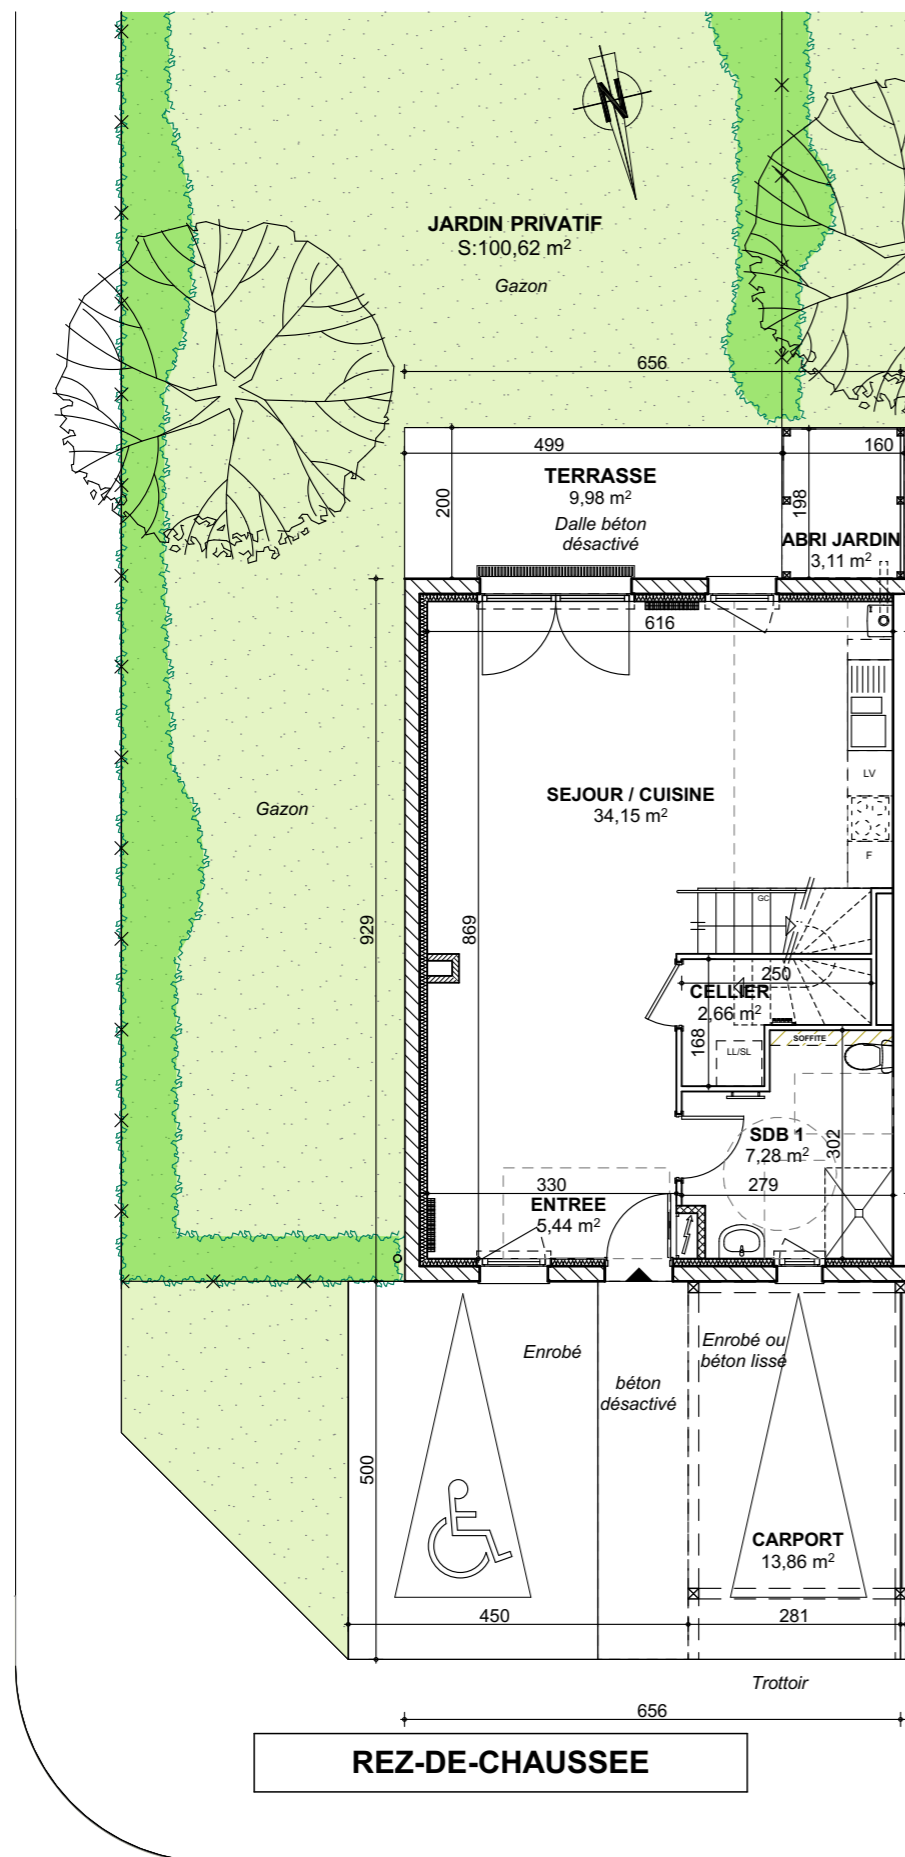 N
JARDIN PRIVATIF
S:100,62 m²
Gazon
656
499
160
TERRASSE
9,98 m²
Dalle béton
désactivé
200
198
ABRI JARDIN
3,11 m²
616
SEJOUR / CUISINE
34,15 m²
LV
F
Gazon
GC
929
869
250
CELLIER
2,66 m²
168
LL/SL
SOFFITE
SDB 1
7,28 m²
302
330
279
ENTREE
5,44 m²
Enrobé
Enrobé ou
béton lissé
béton
désactivé
500
CARPORT
13,86 m²
450
281
Trottoir
656
REZ-DE-CHAUSSEE